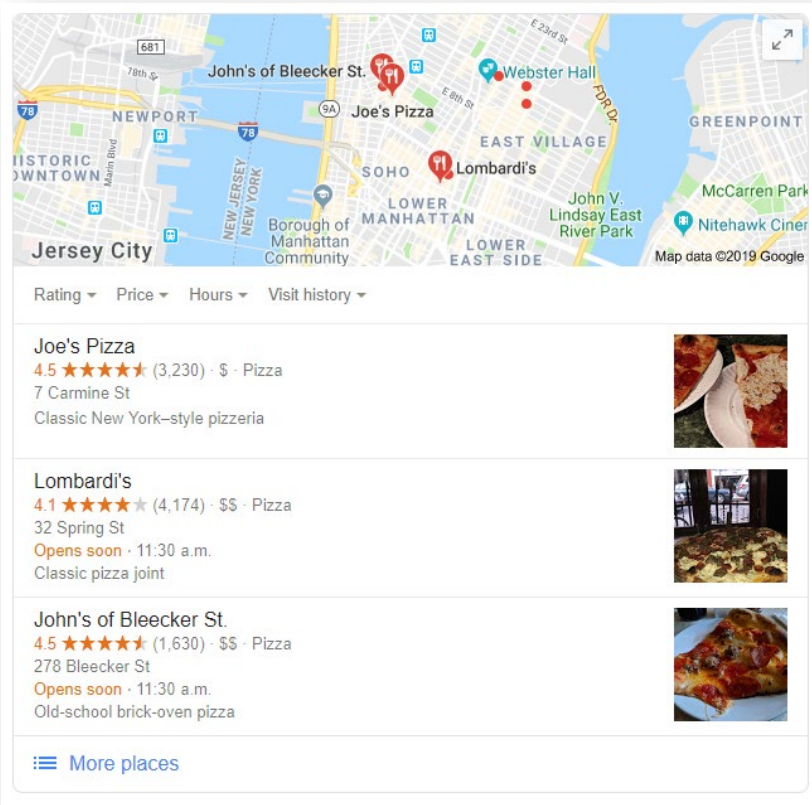 681
E 23rd St
18th St
John's of Bleecker St.
Webster Hall
78
NEWPORT
9A
Joe's Pizza
E 8th St
FDR Dr.
78
GREENPOINT
Marin Blvd
EAST VILLAGE
ISTORIC
OWNTOWN
SOHO
Lombardi's
NEW JERSEY
NEW YORK
McCarren Park
LOWER
MANHATTAN
John V.
Lindsay East
River Park
Borough of
Manhattan
Community
Nitehawk Ciner
Jersey City
LOWER
EAST SIDE
Map data ©2019 Google
Rating Price Hours Visit history
Joe's Pizza
4.5 ★★★★★ (3,230) · $ · Pizza
7 Carmine St
Classic New York–style pizzeria
Lombardi's
4.1 ★★★★★ (4,174) · $$ · Pizza
32 Spring St
Opens soon · 11:30 a.m.
Classic pizza joint
John's of Bleecker St.
4.5 ★★★★★ (1,630) · $$ · Pizza
278 Bleecker St
Opens soon · 11:30 a.m.
Old-school brick-oven pizza
More places